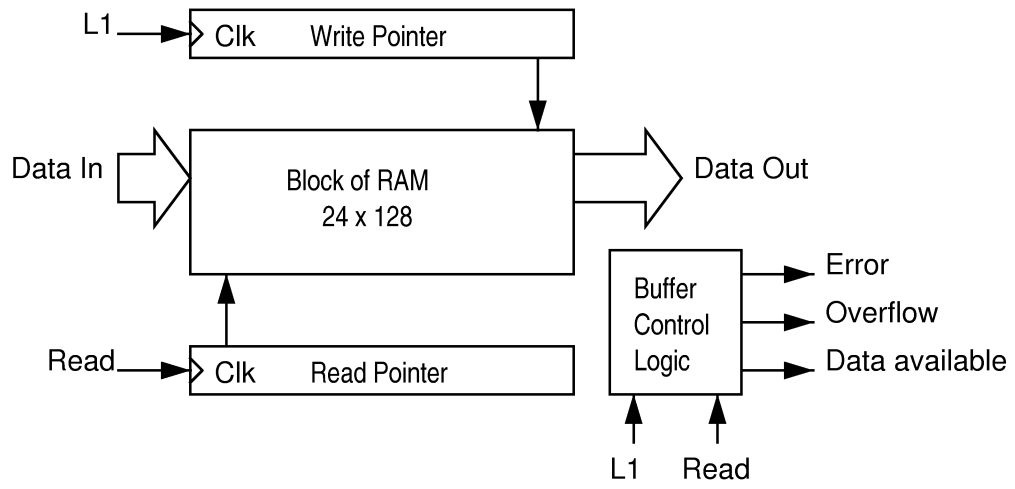 L1
Clk Write Pointer
Data In
Block of RAM
24 x 128
Data Out
Read
Clk Read Pointer
Buffer
Control
Logic
Error
Overflow
Data available
L1 Read